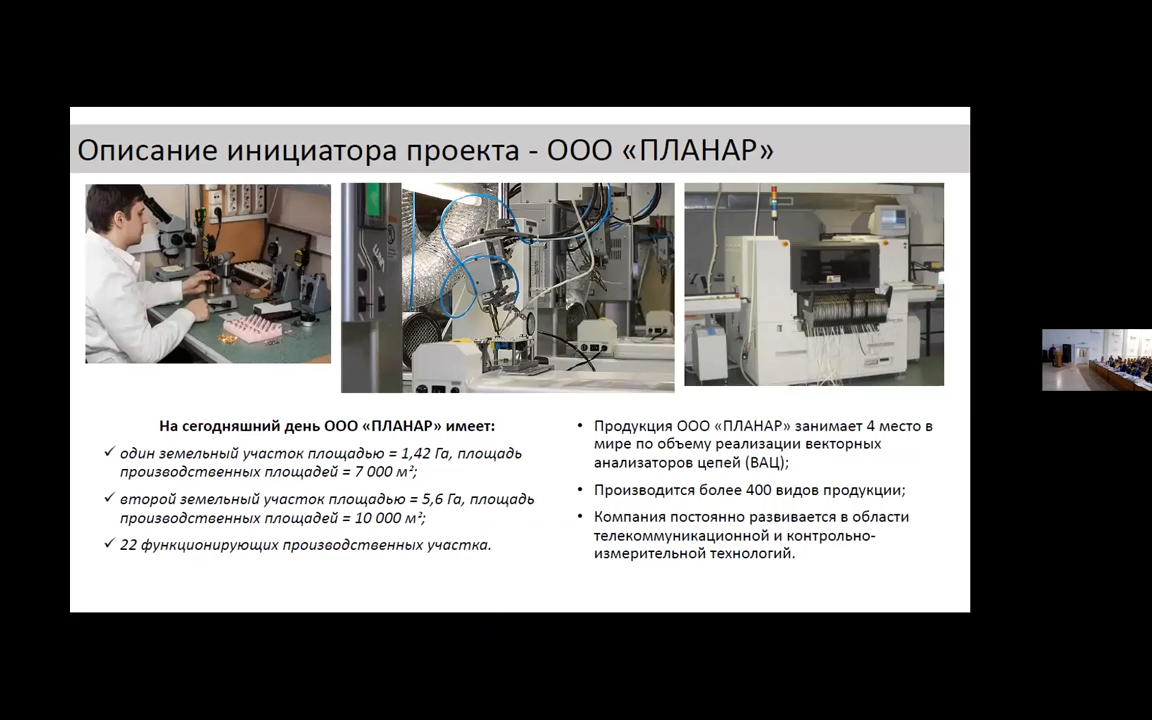 Описание инициатора проекта - ООО «ПЛАНАР»
На сегодняшний день ООО «ПЛАНАР» имеет:
✓ один земельный участок площадью = 1,42 Га, площадь
производственных площадей = 7 000 м²;
✓ второй земельный участок площадью = 5,6 Га, площадь
производственных площадей = 10 000 м²;
✓ 22 функционирующих производственных участка.
• Продукция ООО «ПЛАНАР» занимает 4 место в
мире по объему реализации векторных
анализаторов цепей (ВАЦ);
• Производится более 400 видов продукции;
• Компания постоянно развивается в области
телекоммуникационной и контрольно-
измерительной технологий.